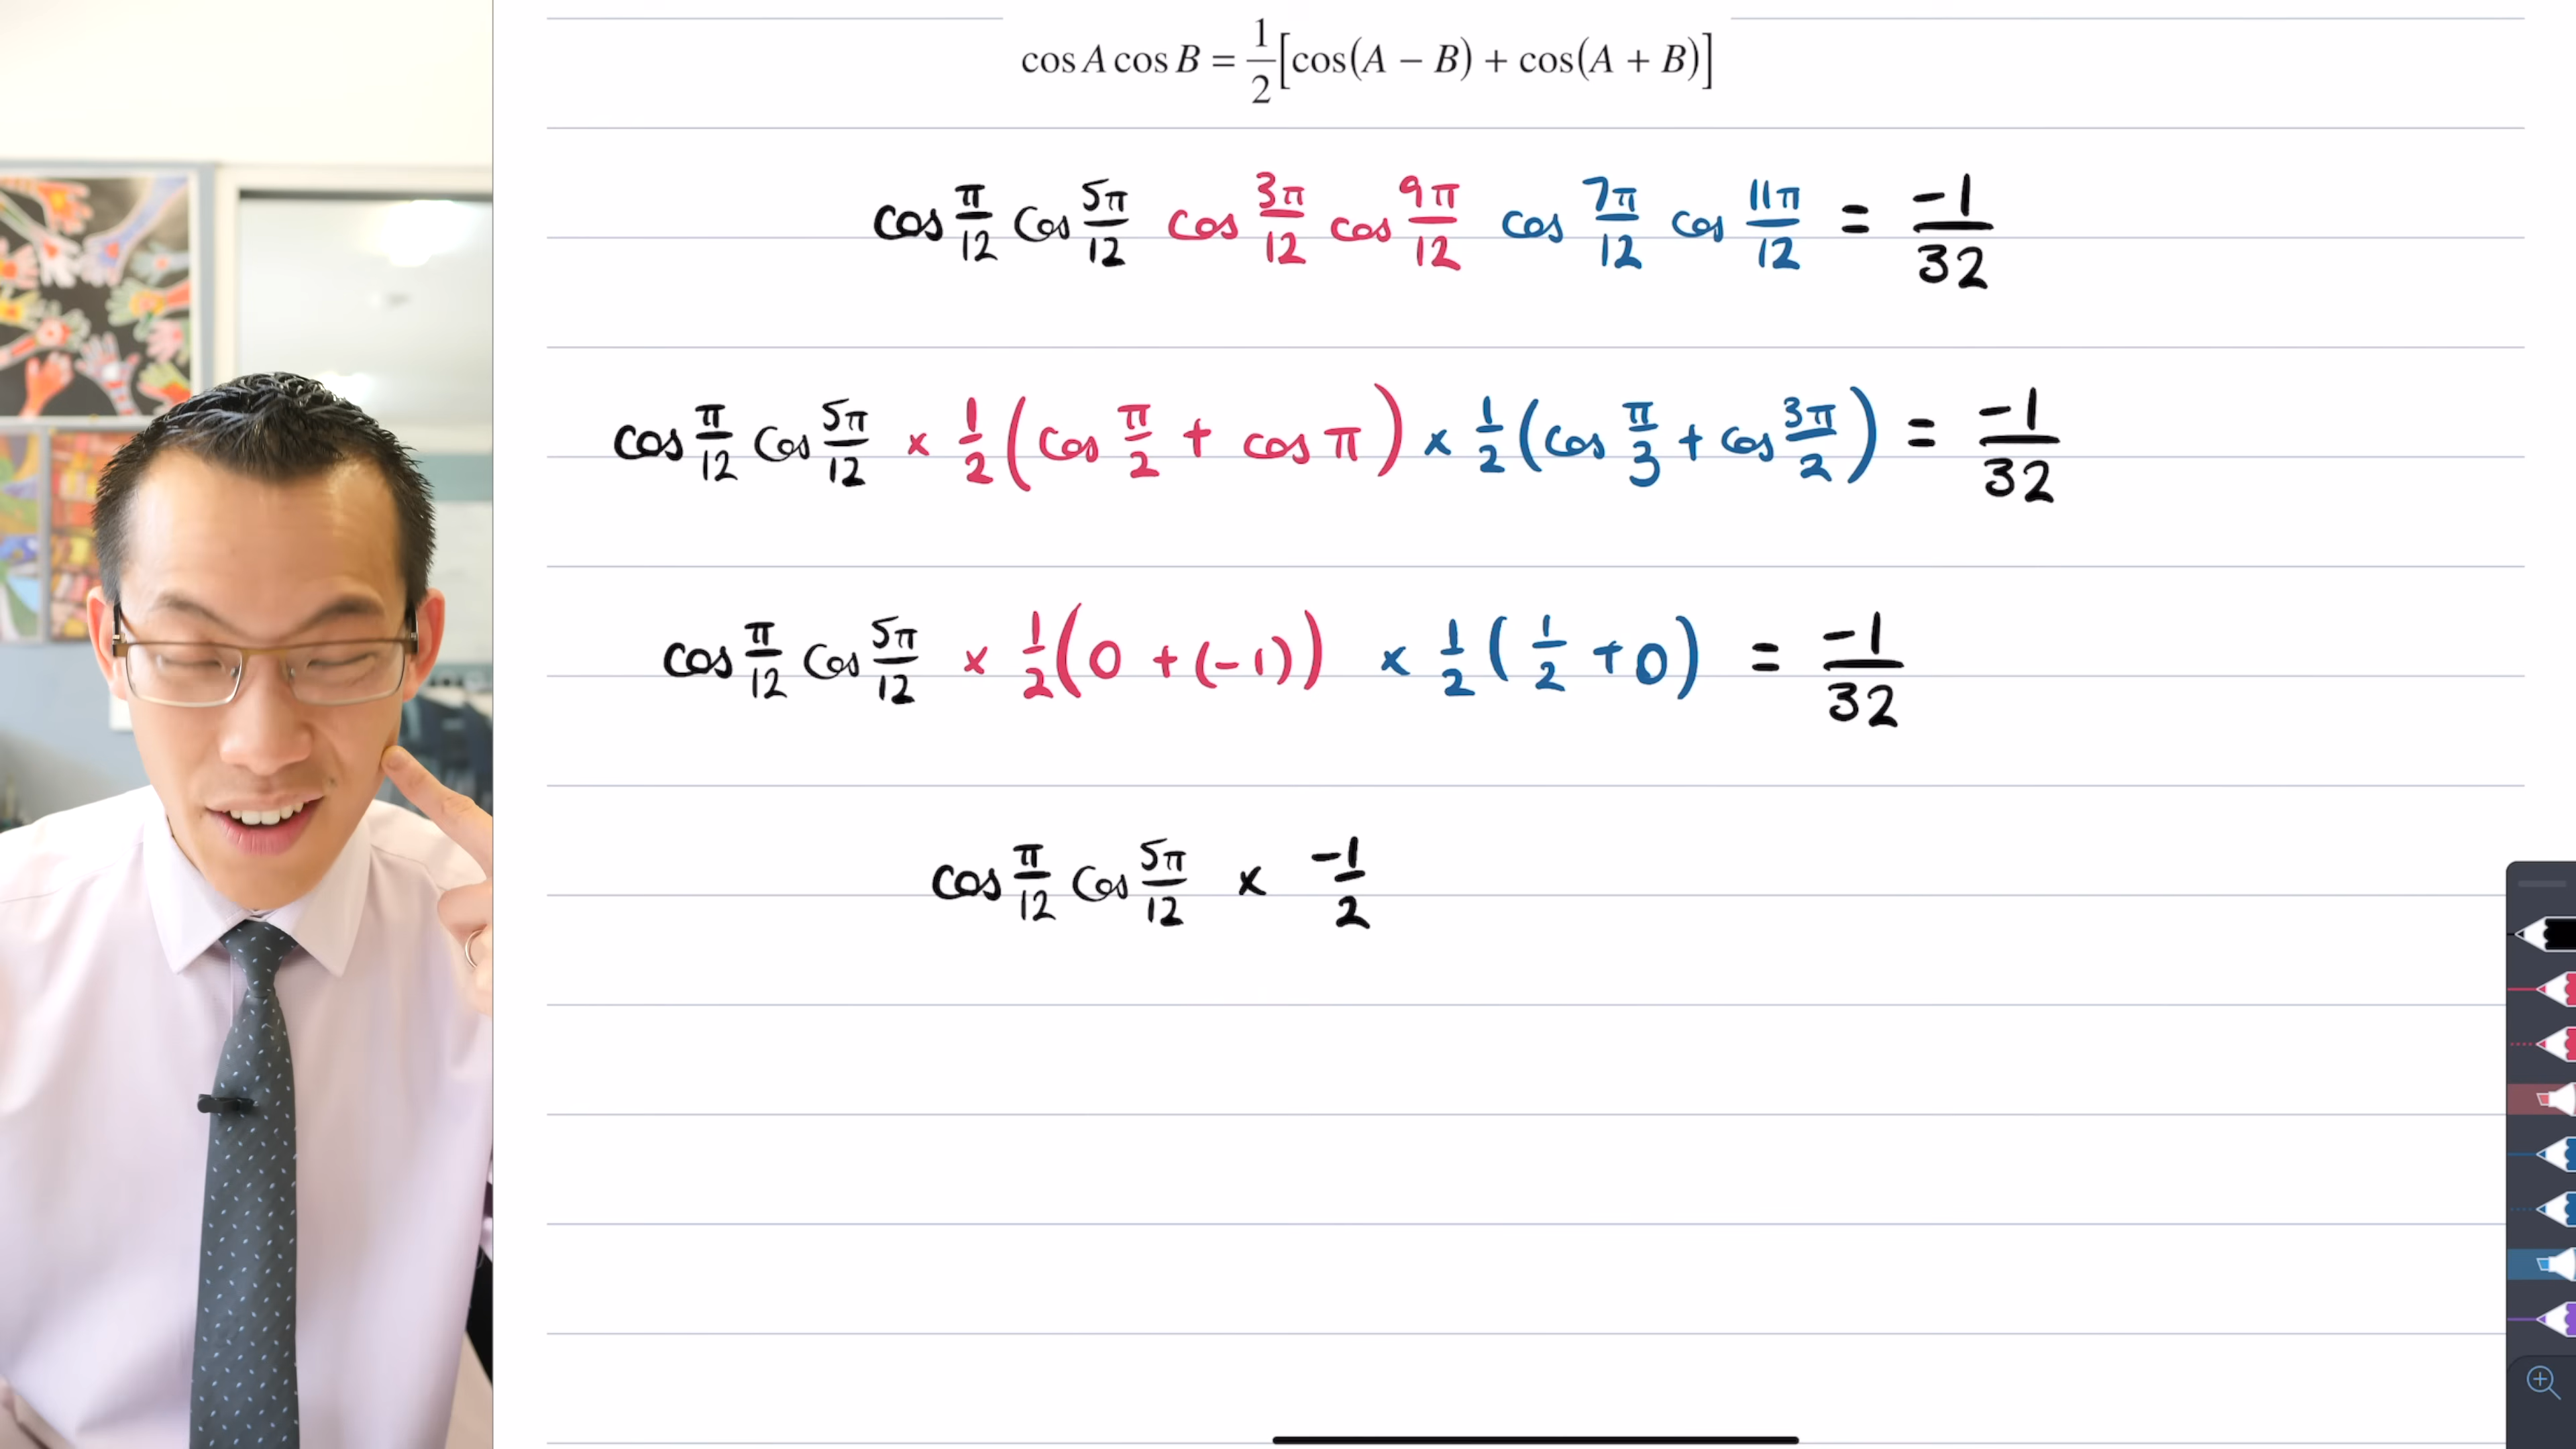 cos A cos B = 1/2 [cos(A − B) + cos(A + B)]
cos π/12 cos 5π/12 cos 3π/12 cos 9π/12 cos 7π/12 cos 11π/12 = -1/32
cos π/12 cos 5π/12 × 1/2 (cos π/2 + cos π) × 1/2 (cos π/3 + cos 3π/2) = -1/32
cos π/12 cos 5π/12 × 1/2 (0 + (-1)) × 1/2 (1/2 + 0) = -1/32
cos π/12 cos 5π/12 × -1/2